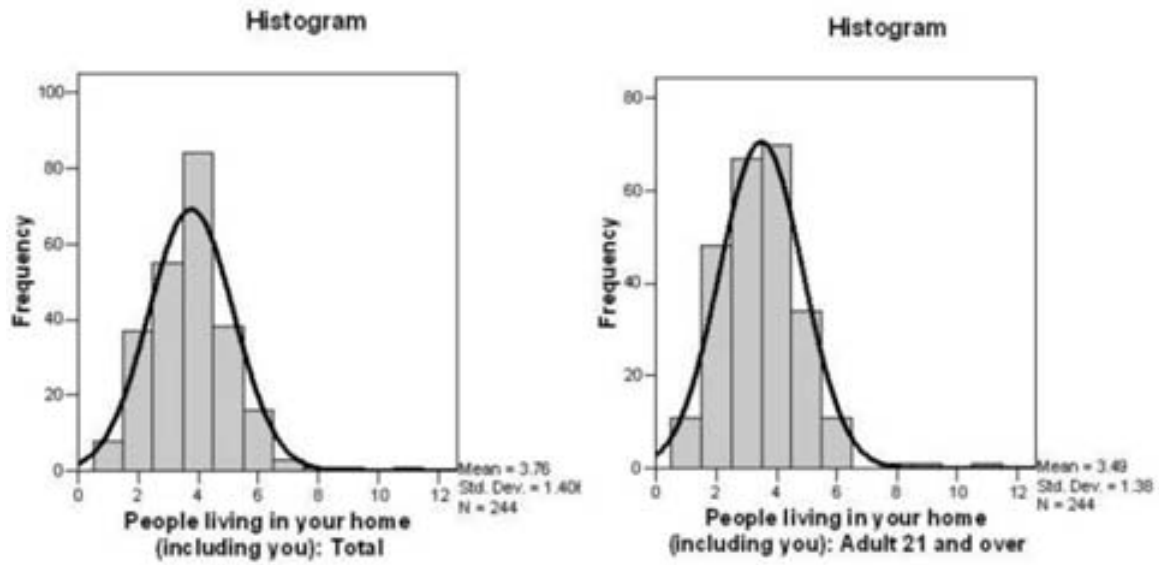 Histogram
100
80
60
40
20
0
Frequency
0 2 4 6 8 10 12
Mean = 3.76
Std. Dev. = 1.408
N = 244
People living in your home
(including you): Total
Histogram
80
60
40
20
0
Frequency
0 2 4 6 8 10 12
Mean = 3.49
Std. Dev. = 1.38
N = 244
People living in your home
(including you): Adult 21 and over